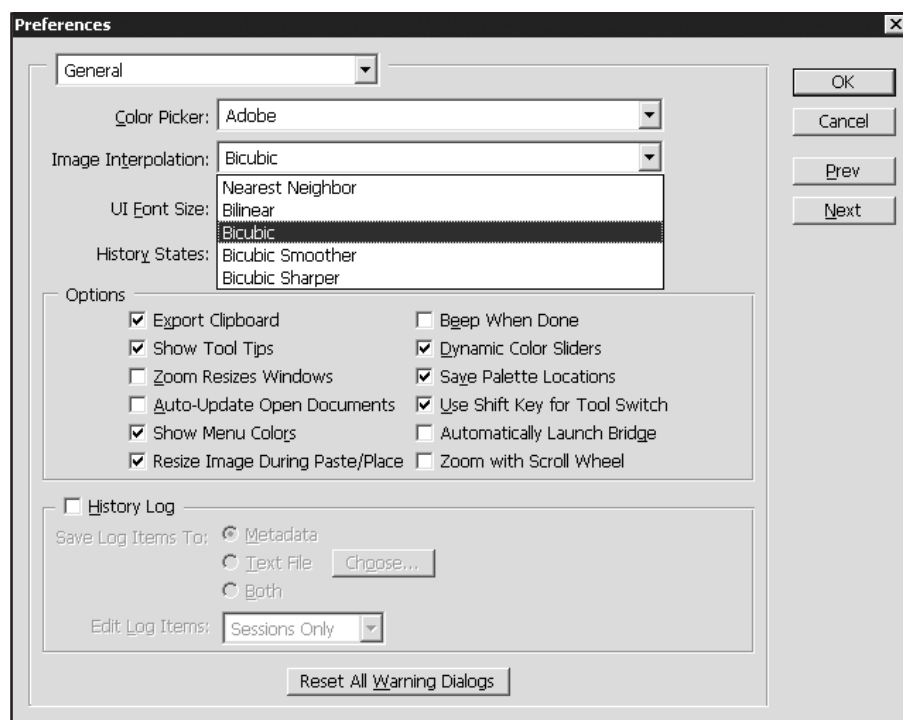 Preferences
General
OK
Color Picker: Adobe
Cancel
Image Interpolation: Bicubic
Prev
Nearest Neighbor
UI Font Size: Bilinear
Next
Bicubic
History States: Bicubic Smoother
Bicubic Sharper
Options
Export Clipboard Beep When Done
Show Tool Tips Dynamic Color Sliders
Zoom Resizes Windows Save Palette Locations
Auto-Update Open Documents Use Shift Key for Tool Switch
Show Menu Colors Automatically Launch Bridge
Resize Image During Paste/Place Zoom with Scroll Wheel
History Log
Save Log Items To: Metadata
Text File Choose...
Both
Edit Log Items: Sessions Only
Reset All Warning Dialogs